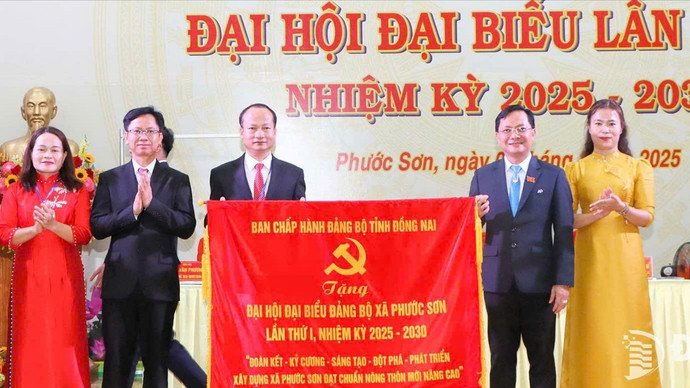 ĐẠI HỘI ĐẠI BIỂU LẦN
NHIỆM KỲ 2025 - 203
Phước Sơn, ngày 0 háng 2025
BAN CHẤP HÀNH ĐẢNG BỘ TỈNH ĐỒNG NAI
Tặng
ĐẠI HỘI ĐẠI BIỂU ĐẢNG BỘ XÃ PHƯỚC SƠN
LẦN THỨ I, NHIỆM KỲ 2025 - 2030
"ĐOÀN KẾT - KỶ CƯƠNG - SÁNG TẠO - ĐỘT PHÁ - PHÁT TRIỂN
XÂY DỰNG XÃ PHƯỚC SƠN ĐẠT CHUẨN NÔNG THÔN MỚI NÂNG CAO"